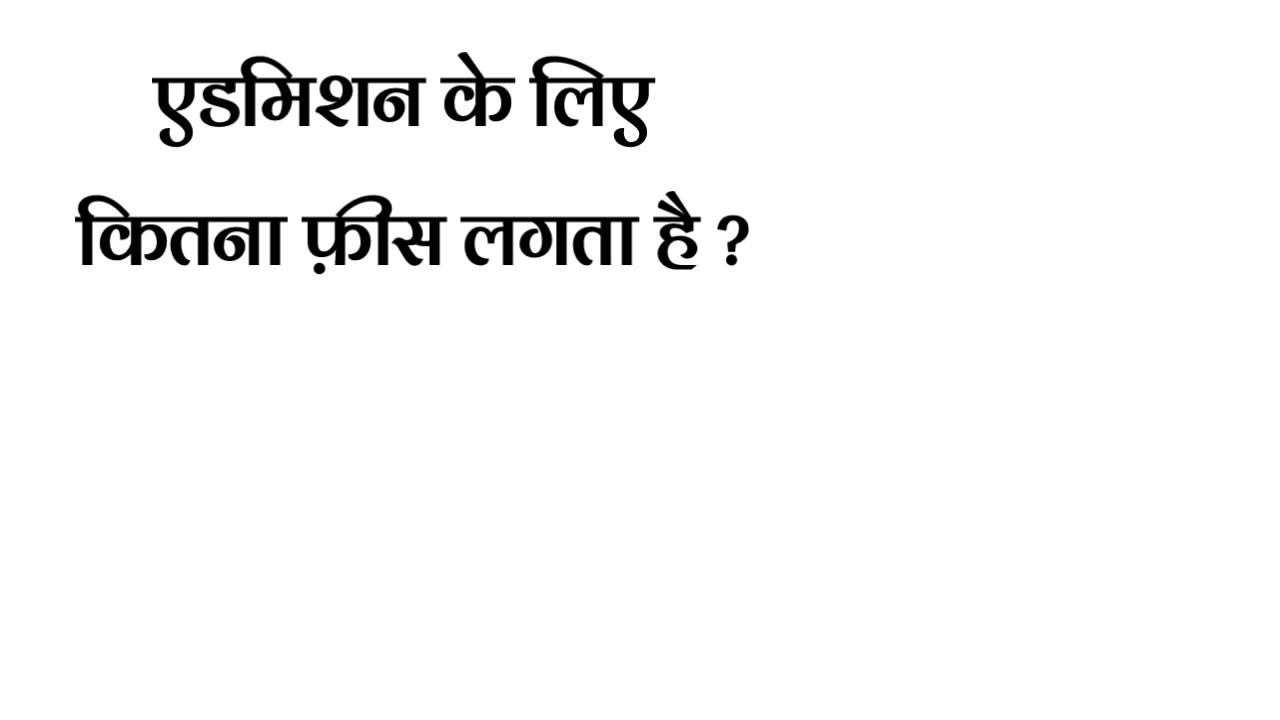 एडमिशन के लिए
कितना फ़ीस लगता है ?